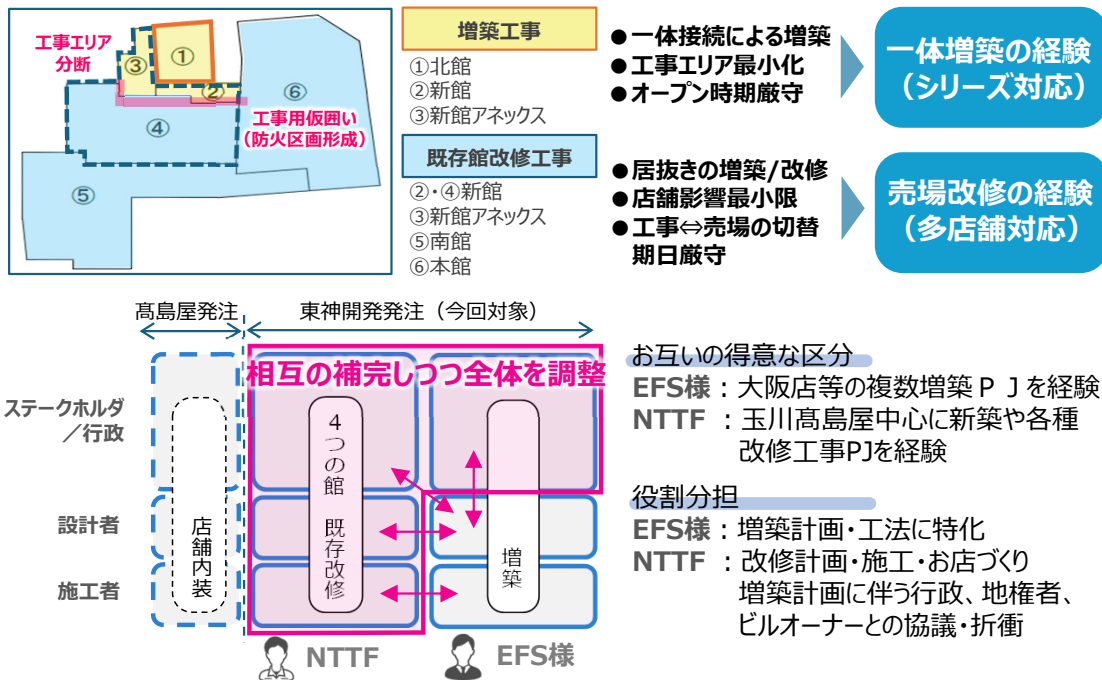 工事エリア
分断
①
③
②
⑥
④
工事用仮囲い
（防火区画形成）
⑤
増築工事
①北館
②新館
③新館アネックス
既存館改修工事
②・④新館
③新館アネックス
⑤南館
⑥本館
●一体接続による増築
●工事エリア最小化
●オープン時期厳守
●居抜きの増築/改修
●店舗影響最小限
●工事⇔売場の切替
期日厳守
一体増築の経験
（シリーズ対応）
売場改修の経験
（多店舗対応）
髙島屋発注
東神開発発注（今回対象）
相互の補完しつつ全体を調整
ステークホルダ
／行政
設計者
施工者
店舗内装
４つの館　既存改修
増築
NTTF
EFS様
お互いの得意な区分
EFS様：大阪店等の複数増築ＰＪを経験
NTTF ：玉川髙島屋中心に新築や各種
改修工事PJを経験
役割分担
EFS様：増築計画・工法に特化
NTTF ：改修計画・施工・お店づくり
増築計画に伴う行政、地権者、
ビルオーナーとの協議・折衝